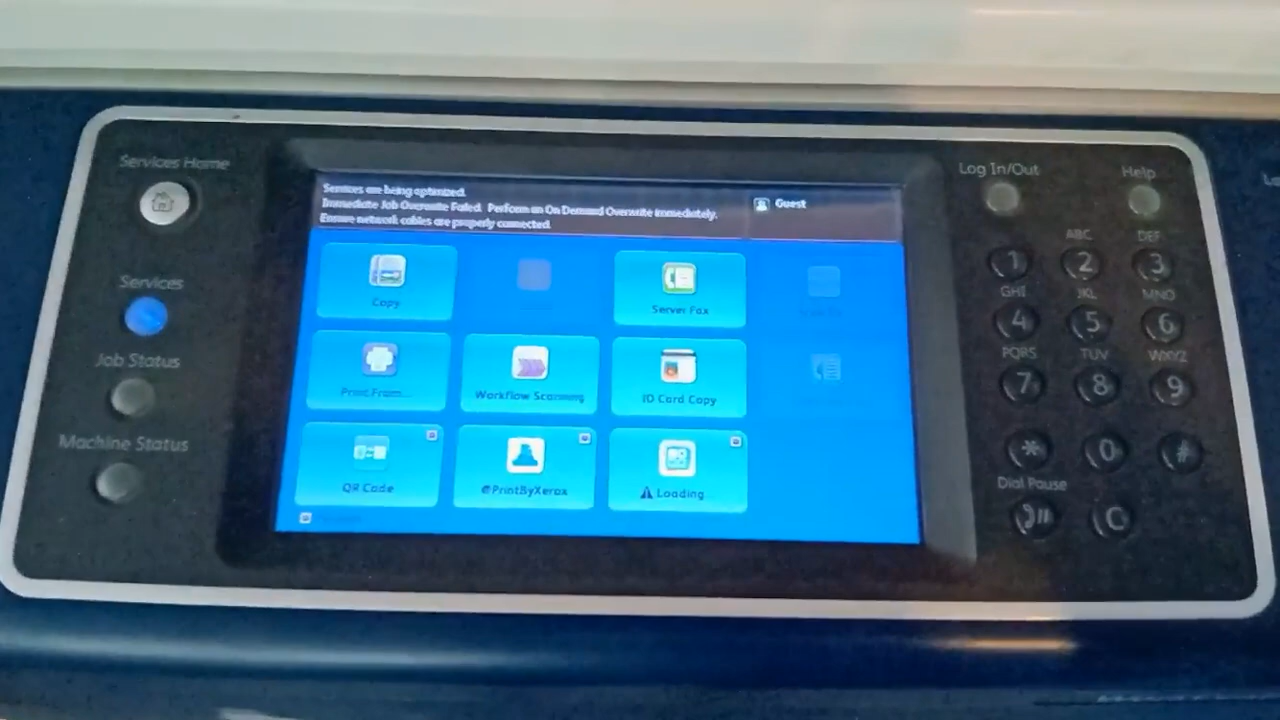 Services Home
Services
Job Status
Machine Status
Services are being optimized.
Immediate Job Overwrite Failed. Perform an On Demand Overwrite immediately.
Ensure network cables are properly connected.
Guest
Copy
Server Fax
Print From...
Workflow Scanning
ID Card Copy
QR Code
@PrintByXerox
Loading
Log In/Out
Help
ABC DEF
1 2 3
GHI JKL MNO
4 5 6
PQRS TUV WXYZ
7 8 9
* 0 #
Dial Pause
C